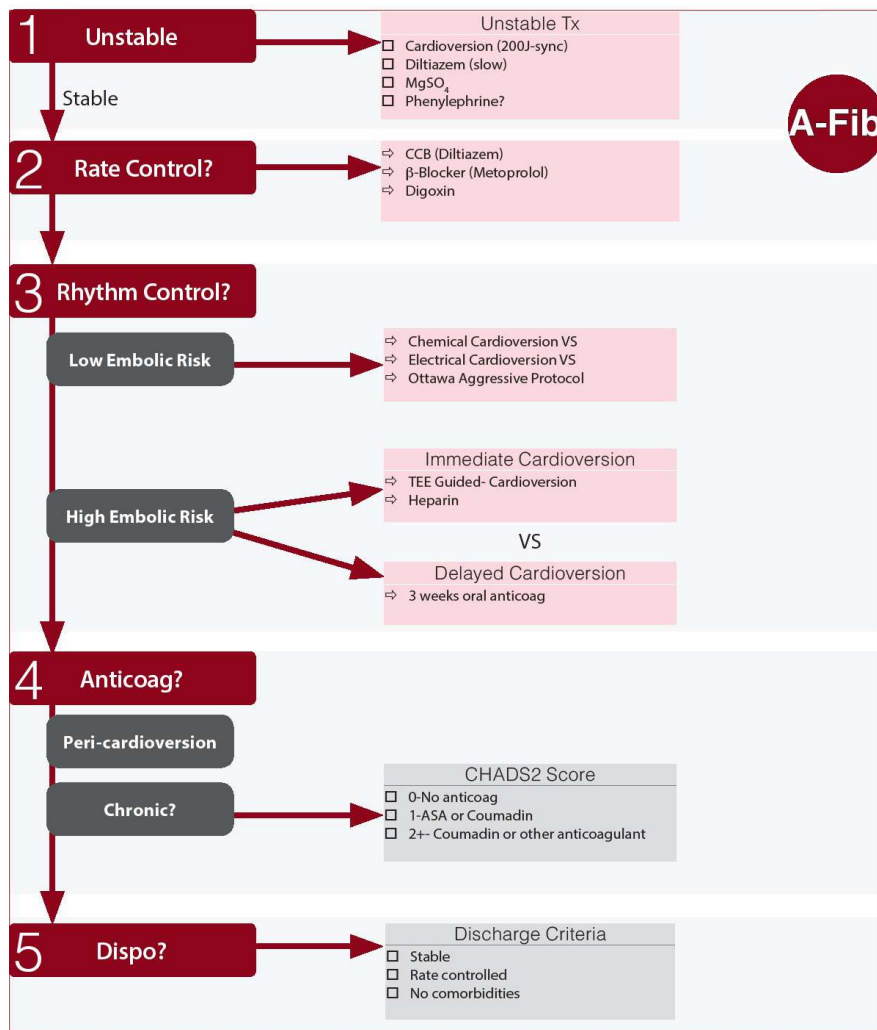 1 Unstable
Unstable Tx
Cardioversion (200J-sync)
Diltiazem (slow)
MgSO4
Phenylephrine?
Stable
A-Fib
2 Rate Control?
CCB (Diltiazem)
β-Blocker (Metoprolol)
Digoxin
3 Rhythm Control?
Low Embolic Risk
Chemical Cardioversion VS
Electrical Cardioversion VS
Ottawa Aggressive Protocol
High Embolic Risk
Immediate Cardioversion
TEE Guided- Cardioversion
Heparin
VS
Delayed Cardioversion
3 weeks oral anticoag
4 Anticoag?
Peri-cardioversion
Chronic?
CHADS2 Score
0-No anticoag
1-ASA or Coumadin
2+- Coumadin or other anticoagulant
5 Dispo?
Discharge Criteria
Stable
Rate controlled
No comorbidities